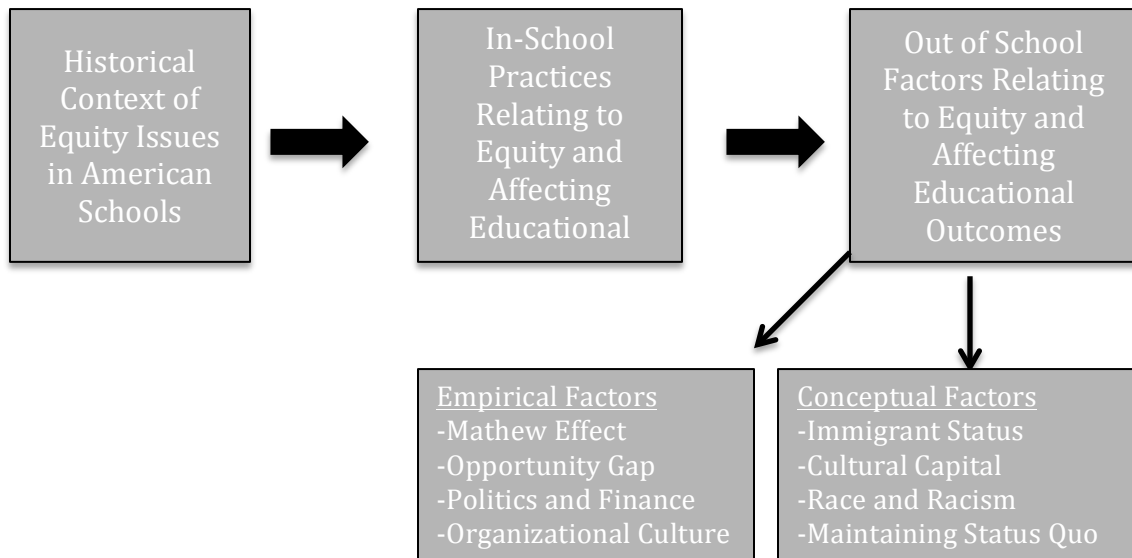 Historical
Context of
Equity Issues
in American
Schools
In-School
Practices
Relating to
Equity and
Affecting
Educational
Out of School
Factors Relating
to Equity and
Affecting
Educational
Outcomes
Empirical Factors
-Mathew Effect
-Opportunity Gap
-Politics and Finance
-Organizational Culture
Conceptual Factors
-Immigrant Status
-Cultural Capital
-Race and Racism
-Maintaining Status Quo